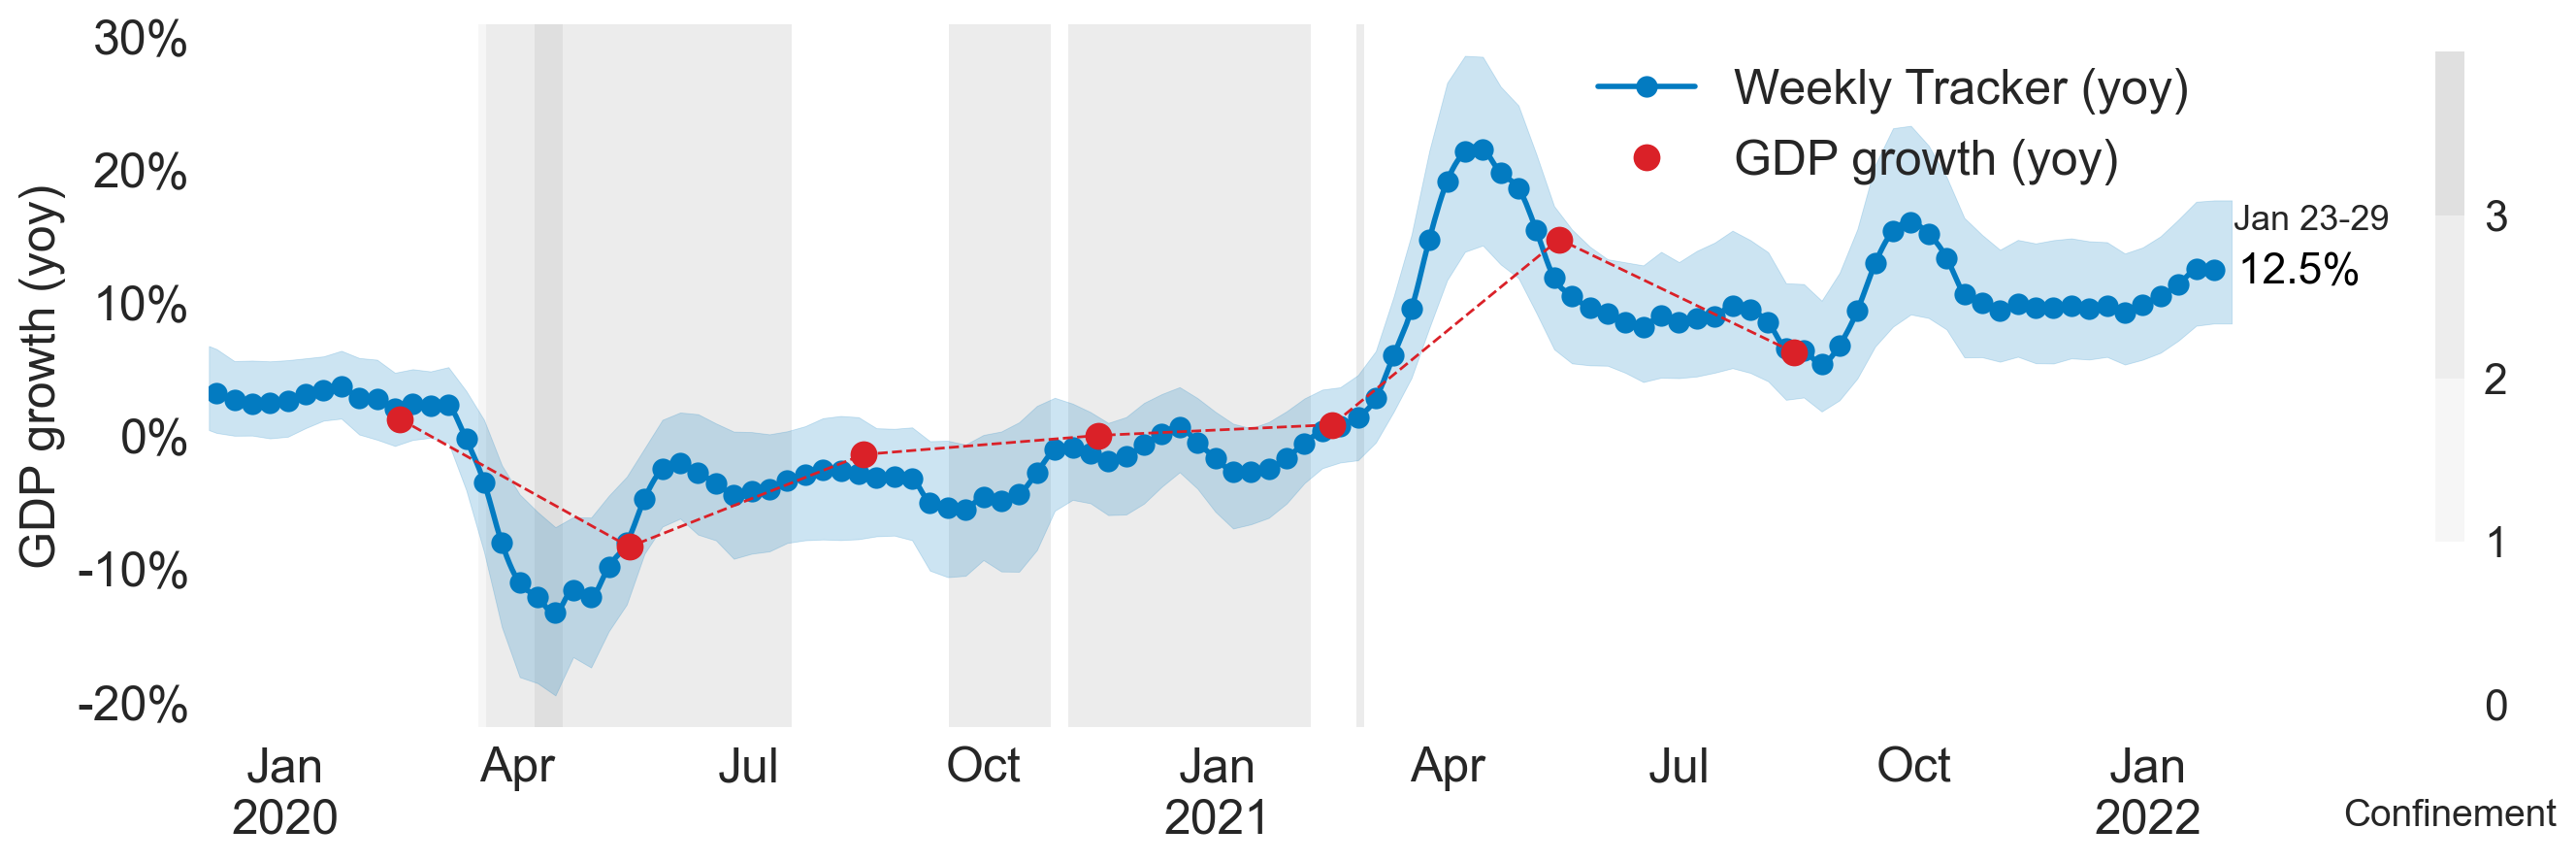 30%
20%
10%
0%
-10%
-20%
GDP growth (yoy)
Weekly Tracker (yoy)
GDP growth (yoy)
Jan 23-29
12.5%
3
2
1
0
Jan Apr Jul Oct Jan Apr Jul Oct Jan
2020 2021 2022
Confinement